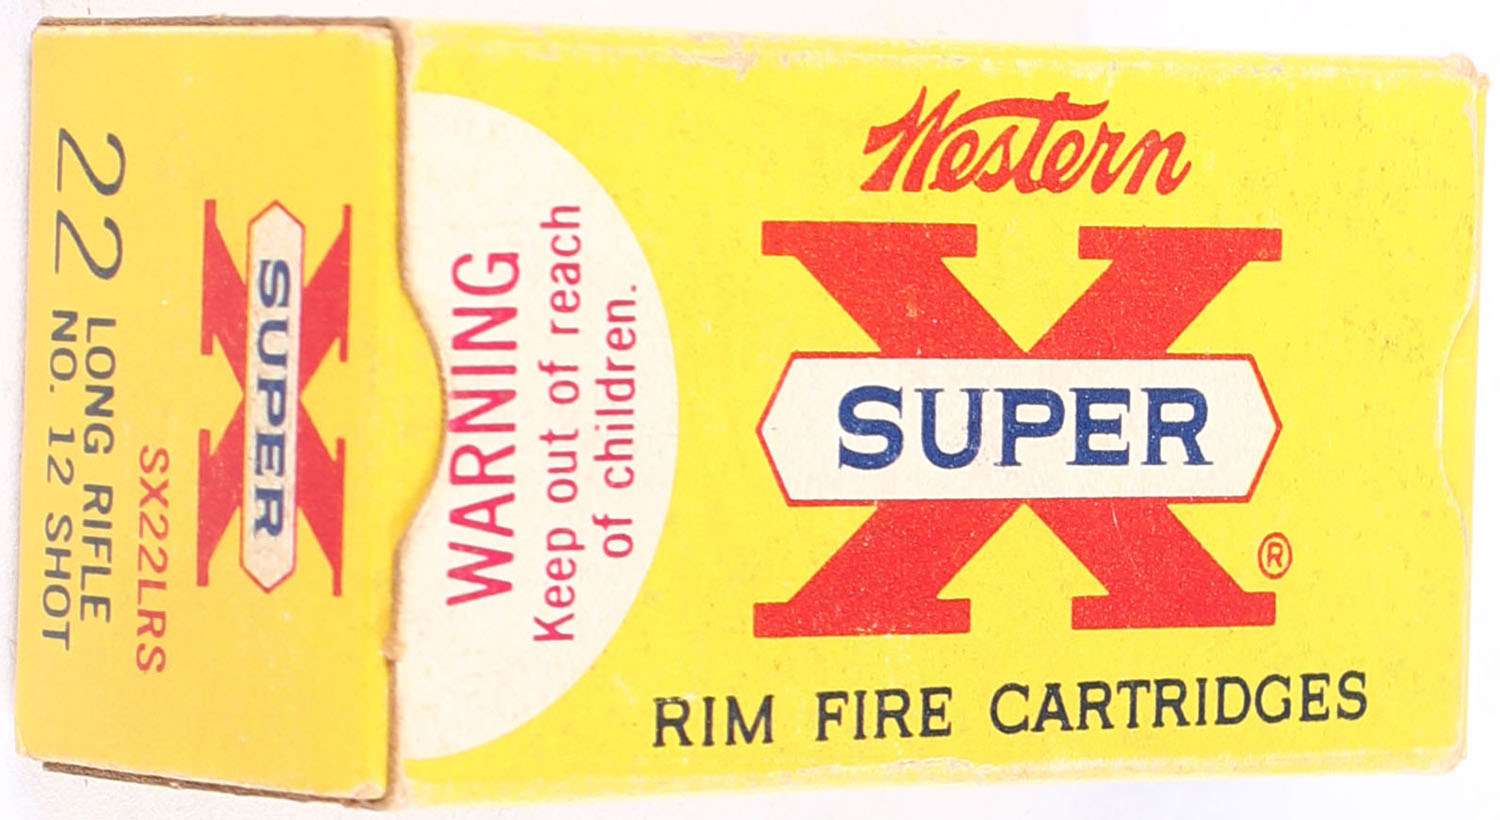 Western
SUPER
X
®
RIM FIRE CARTRIDGES
WARNING
Keep out of reach
of children.
SUPER
X
SX22LRS
22 LONG RIFLE
NO. 12 SHOT